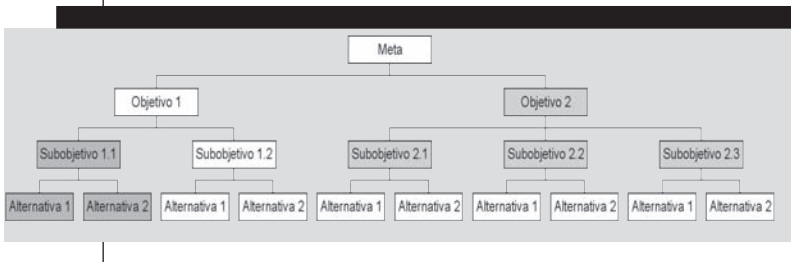 Meta
Objetivo 1 Objetivo 2
Subobjetivo 1.1 Subobjetivo 1.2 Subobjetivo 2.1 Subobjetivo 2.2 Subobjetivo 2.3
Alternativa 1 Alternativa 2 Alternativa 1 Alternativa 2 Alternativa 1 Alternativa 2 Alternativa 1 Alternativa 2 Alternativa 1 Alternativa 2